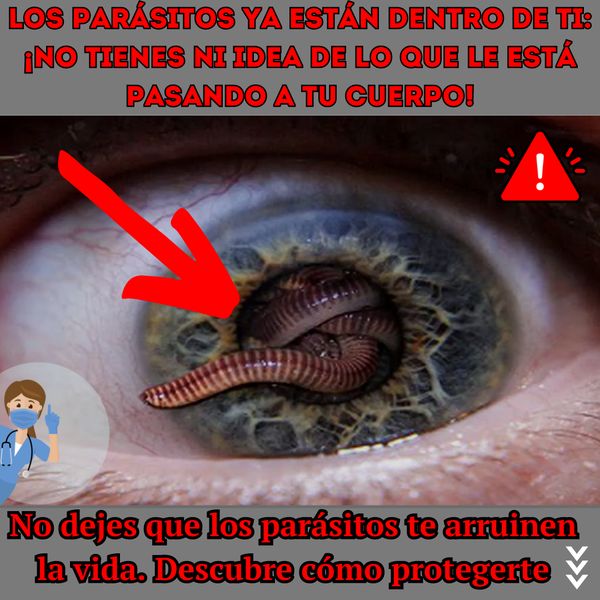 LOS PARÁSITOS YA ESTÁN DENTRO DE TI:
¡NO TIENES NI IDEA DE LO QUE LE ESTÁ
PASANDO A TU CUERPO!
No dejes que los parásitos te arruinen
la vida. Descubre cómo protegerte